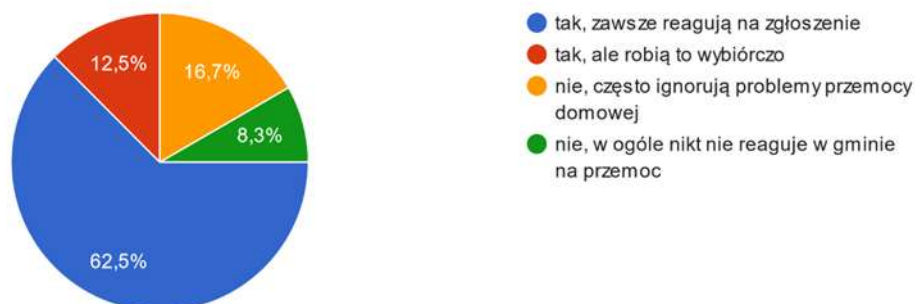 12,5%
16,7%
8,3%
62,5%
tak, zawsze reagują na zgłoszenie
tak, ale robią to wybiórczo
nie, często ignorują problemy przemocy
domowej
nie, w ogóle nikt nie reaguje w gminie
na przemoc